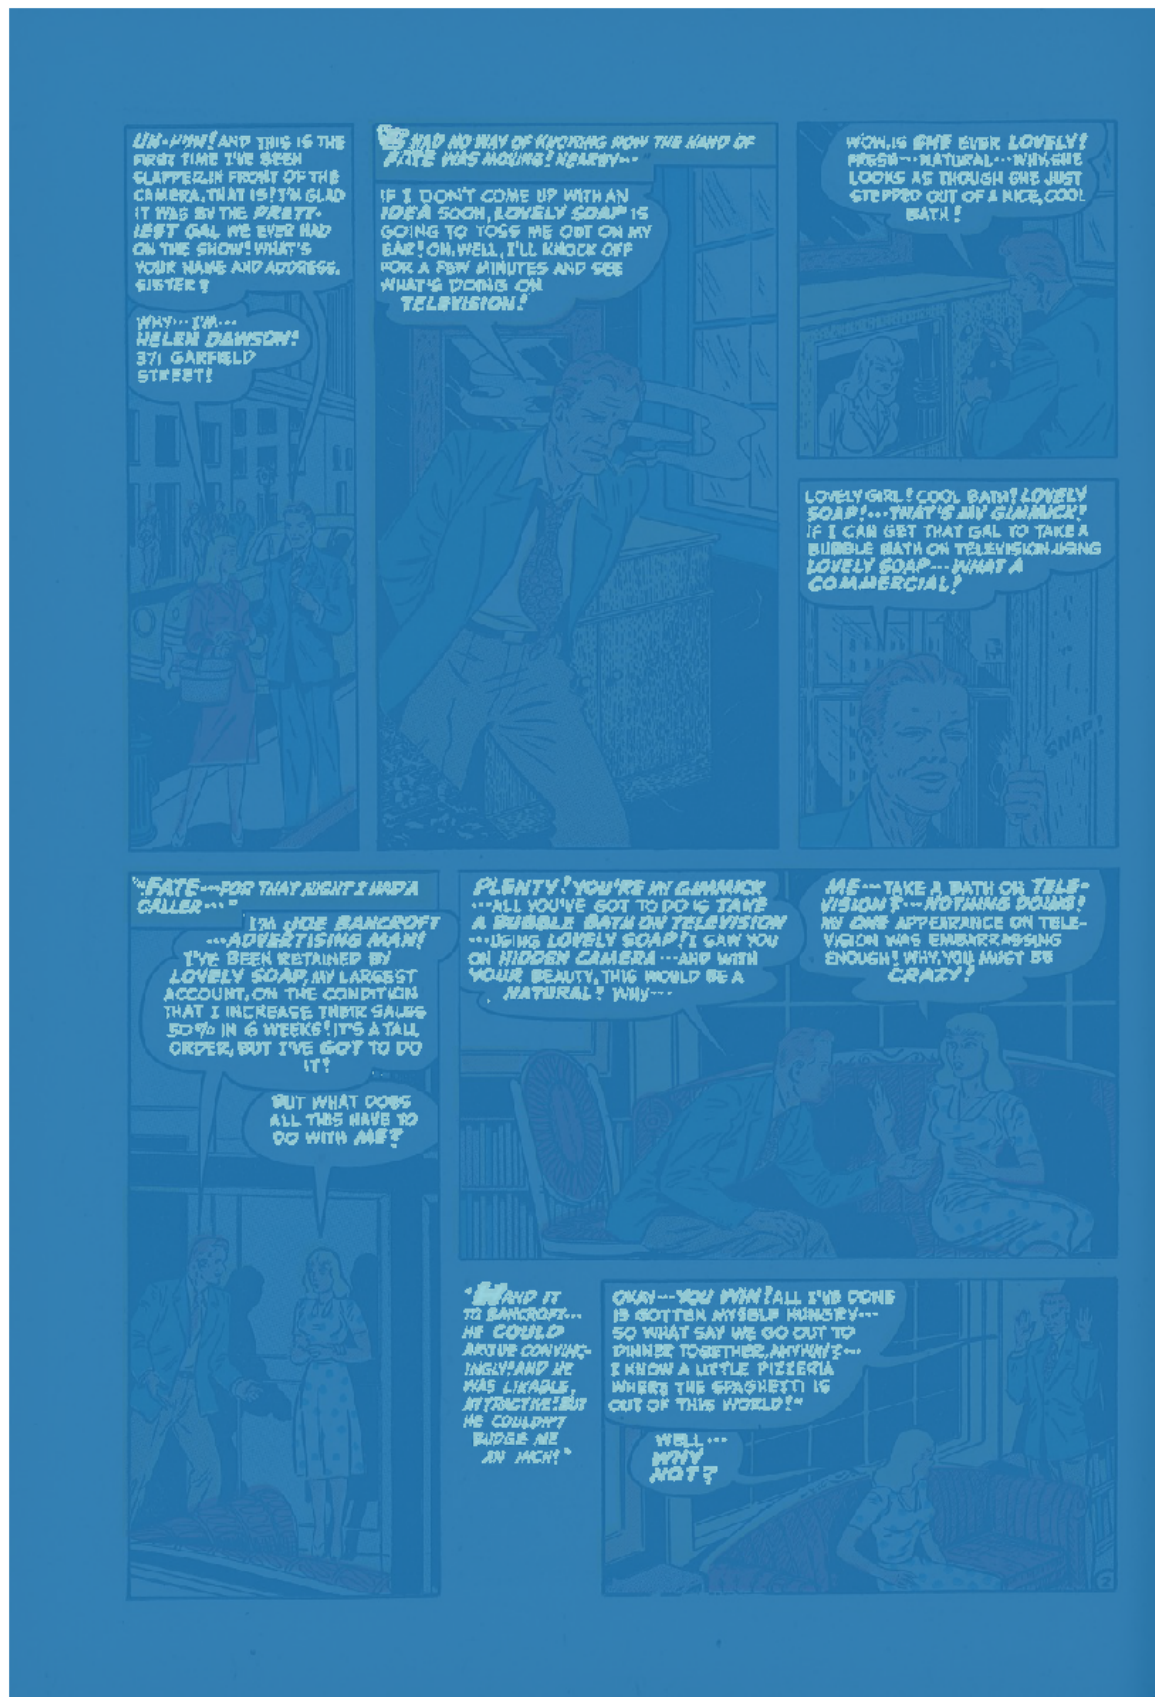 UH-HUH! AND THIS IS THE
FIRST TIME I'VE BEEN
SLAPPED, IN FRONT OF THE
CAMERA, THAT IS! I'M GLAD
IT WAS BY THE PRETT-
IEST GAL WE EVER HAD
ON THE SHOW! WHAT'S
YOUR NAME AND ADDRESS,
SISTER?
WHY--- I'M---
HELEN DAWSON!
371 GARFIELD
STREET!
HAD NO WAY OF KNOWING HOW THE HAND OF
FATE WAS MOVING! NEARBY---"
IF I DON'T COME UP WITH AN
IDEA SOON, LOVELY SOAP IS
GOING TO TOSS ME OUT ON MY
EAR! OH, WELL, I'LL KNOCK OFF
FOR A FEW MINUTES AND SEE
WHAT'S DOING ON
TELEVISION!
WOW, IS SHE EVER LOVELY!
FRESH--- NATURAL--- WHY, SHE
LOOKS AS THOUGH SHE JUST
STEPPED OUT OF A NICE, COOL
BATH!
LOVELY GIRL! COOL BATH! LOVELY
SOAP!--- THAT'S MY GIMMICK!
IF I CAN GET THAT GAL TO TAKE A
BUBBLE BATH ON TELEVISION USING
LOVELY SOAP--- WHAT A
COMMERCIAL!
SNAP!
"FATE---FOR THAT NIGHT I HAD A
CALLER---"
I'M JOE BANCROFT
---ADVERTISING MAN!
I'VE BEEN RETAINED BY
LOVELY SOAP, MY LARGEST
ACCOUNT, ON THE CONDITION
THAT I INCREASE THEIR SALES
50% IN 6 WEEKS! IT'S A TALL
ORDER, BUT I'VE GOT TO DO
IT!
BUT WHAT DOES
ALL THIS HAVE TO
DO WITH ME?
PLENTY! YOU'RE MY GIMMICK
---ALL YOU'VE GOT TO DO IS TAKE
A BUBBLE BATH ON TELEVISION
---USING LOVELY SOAP! I SAW YOU
ON HIDDEN CAMERA---AND WITH
YOUR BEAUTY, THIS WOULD BE A
NATURAL! WHY---
ME---TAKE A BATH ON TELE-
VISION?---NOTHING DOING!
MY ONE APPEARANCE ON TELE-
VISION WAS EMBARRASSING
ENOUGH! WHY, YOU MUST BE
CRAZY!
"HAND IT
TO BANCROFT---
HE COULD
ARGUE CONVINC-
INGLY! AND HE
WAS LIKABLE,
ATTRACTIVE! BUT
HE COULDN'T
BUDGE ME
AN INCH!"
OKAY---YOU WIN! ALL I'VE DONE
IS GOTTEN MYSELF HUNGRY---
SO WHAT SAY WE GO OUT TO
DINNER TOGETHER, ANYWAY?---
I KNOW A LITTLE PIZZERIA
WHERE THE SPAGHETTI IS
OUT OF THIS WORLD!"
WELL---
WHY
NOT?
2